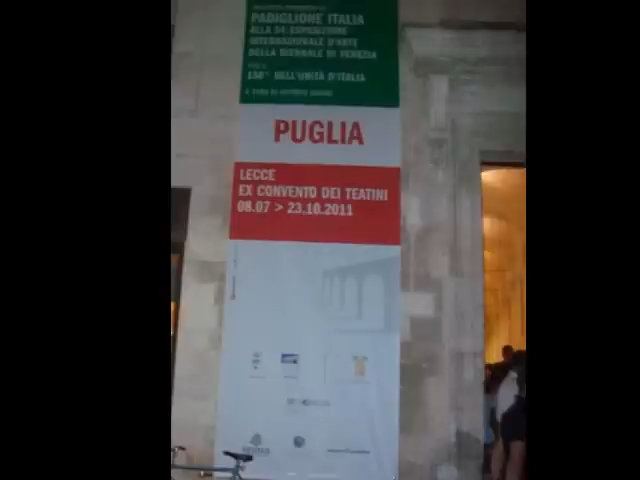 PADIGLIONE ITALIA
ALLA 54. ESPOSIZIONE
INTERNAZIONALE D'ARTE
DELLA BIENNALE DI VENEZIA
150° DELL'UNITÀ D'ITALIA
PUGLIA
LECCE
EX CONVENTO DEI TEATINI
08.07 > 23.10.2011